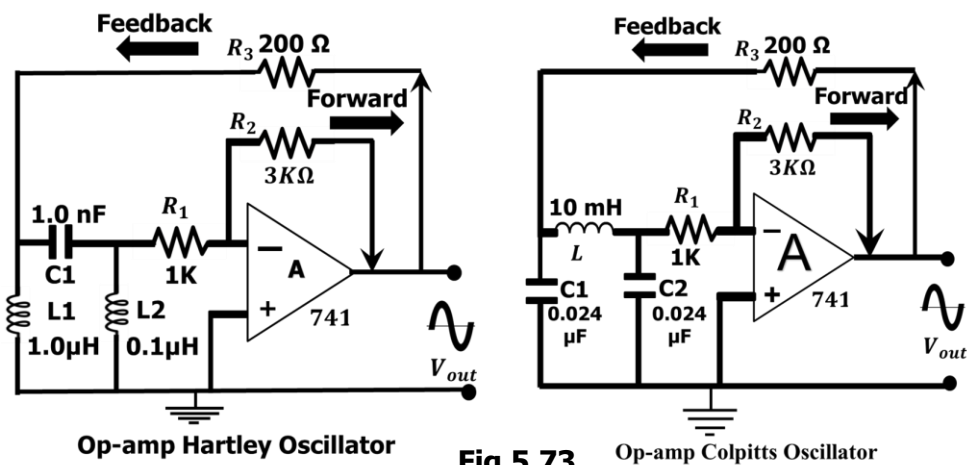 Feedback
R3 200 Ω
Forward
R2
3KΩ
1.0 nF
R1
C1
1K
A
741
L1
1.0µH
L2
0.1µH
Vout
Op-amp Hartley Oscillator
Feedback
R3 200 Ω
Forward
R2
3KΩ
10 mH
R1
L
1K
A
741
C1
0.024
µF
C2
0.024
µF
Vout
Fig 5.73
Op-amp Colpitts Oscillator